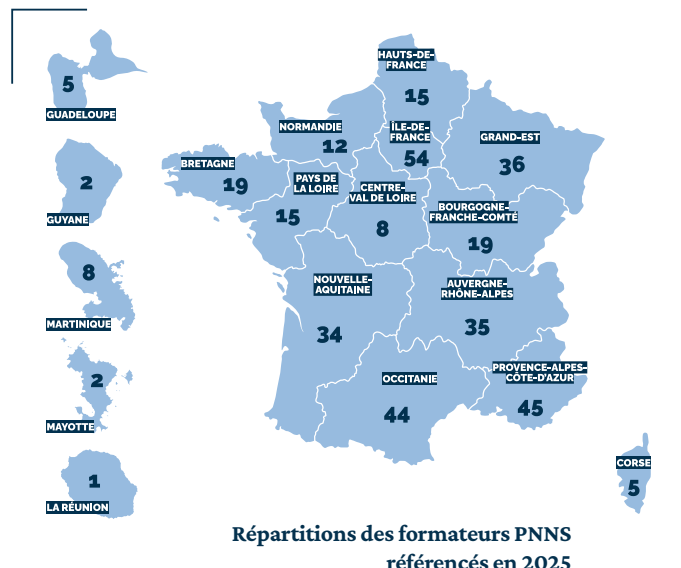 5
GUADELOUPE
2
GUYANE
8
MARTINIQUE
2
MAYOTTE
1
LA RÉUNION
HAUTS-DE-
FRANCE
15
NORMANDIE
12
ÎLE-DE-
FRANCE
54
GRAND-EST
36
BRETAGNE
19
PAYS DE
LA LOIRE
15
CENTRE-
VAL DE LOIRE
8
BOURGOGNE-
FRANCHE-COMTÉ
19
NOUVELLE-
AQUITAINE
34
AUVERGNE-
RHÔNE-ALPES
35
OCCITANIE
44
PROVENCE-ALPES-
CÔTE-D'AZUR
45
CORSE
5
Répartitions des formateurs PNNS
référencés en 2025